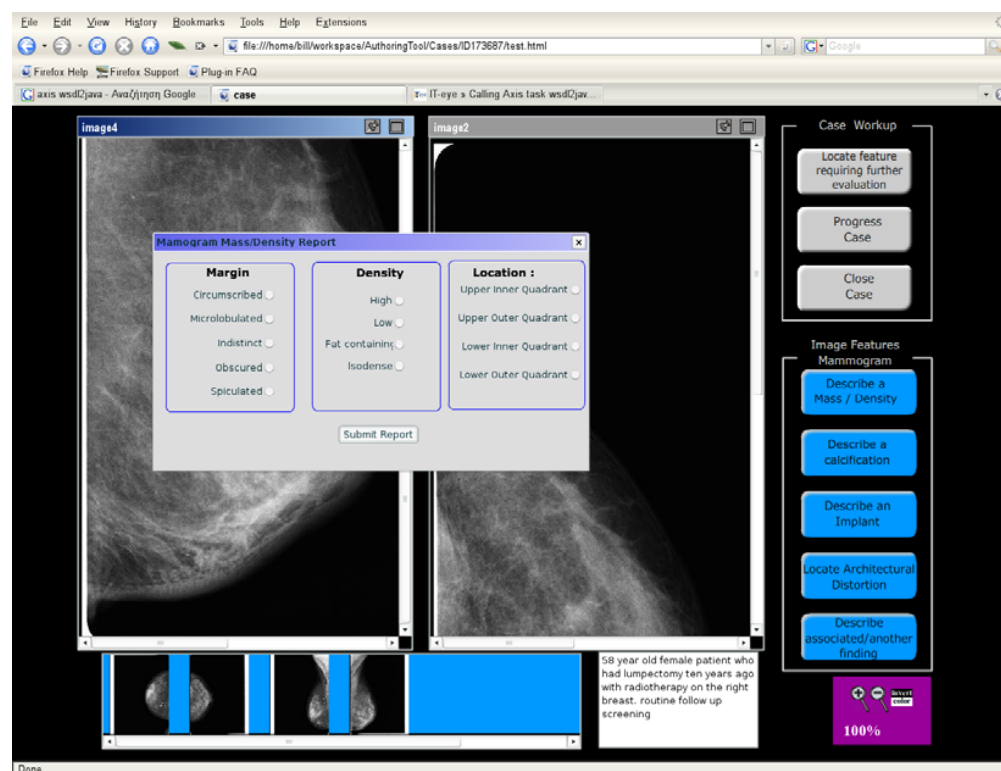 File Edit View History Bookmarks Tools Help Extensions
file:///home/bill/workspace/AuthoringTool/Cases/ID173687/test.html
Google
Firefox Help Firefox Support Plug-in FAQ
axis wsdl2java - Αναζήτηση Google
case
IT-eye » Calling Axis task wsdl2jav...
image4
image2
Mamogram Mass/Density Report
Margin
Circumscribed
Microlobulated
Indistinct
Obscured
Spiculated
Density
High
Low
Fat containing
Isodense
Location :
Upper Inner Quadrant
Upper Outer Quadrant
Lower Inner Quadrant
Lower Outer Quadrant
Submit Report
Case Workup
Locate feature
requiring further
evaluation
Progress
Case
Close
Case
Image Features
Mammogram
Describe a
Mass / Density
Describe a
calcification
Describe an
Implant
Locate Architectural
Distortion
Describe
associated/another
finding
58 year old female patient who
had lumpectomy ten years ago
with radiotherapy on the right
breast. routine follow up
screening
invert
color
100%
Done